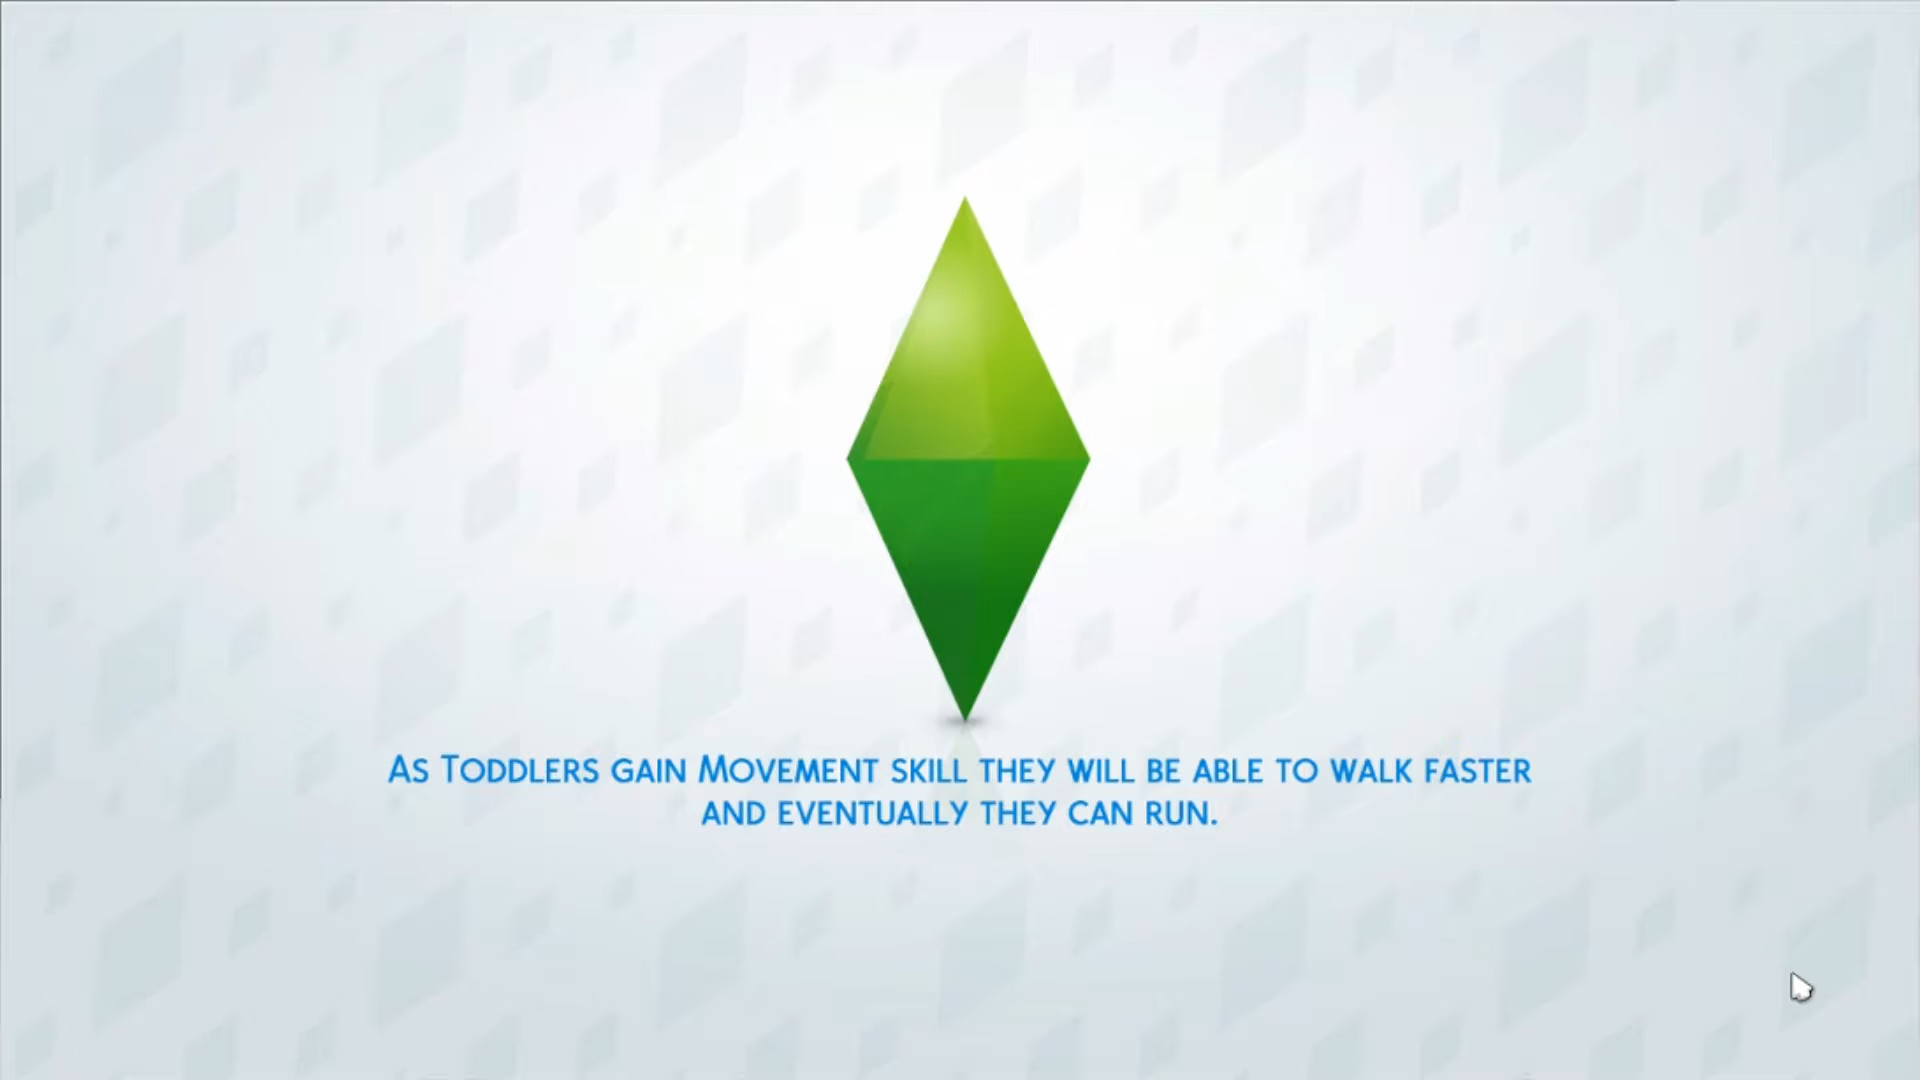 As Toddlers gain Movement skill they will be able to walk faster
and eventually they can run.